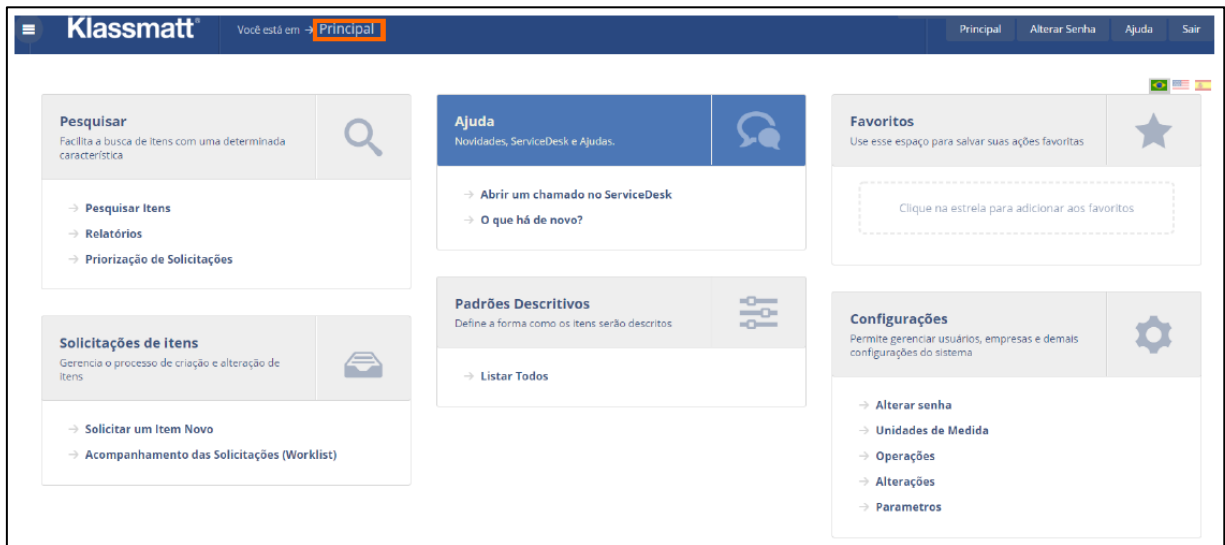 Klassmatt®
Você está em → Principal
Principal Alterar Senha Ajuda Sair
Pesquisar
Facilita a busca de itens com uma determinada
característica
→ Pesquisar Itens
→ Relatórios
→ Priorização de Solicitações
Solicitações de itens
Gerencia o processo de criação e alteração de
itens
→ Solicitar um Item Novo
→ Acompanhamento das Solicitações (Worklist)
Ajuda
Novidades, ServiceDesk e Ajudas.
→ Abrir um chamado no ServiceDesk
→ O que há de novo?
Padrões Descritivos
Define a forma como os itens serão descritos
→ Listar Todos
Favoritos
Use esse espaço para salvar suas ações favoritas
Clique na estrela para adicionar aos favoritos
Configurações
Permite gerenciar usuários, empresas e demais
configurações do sistema
→ Alterar senha
→ Unidades de Medida
→ Operações
→ Alterações
→ Parametros